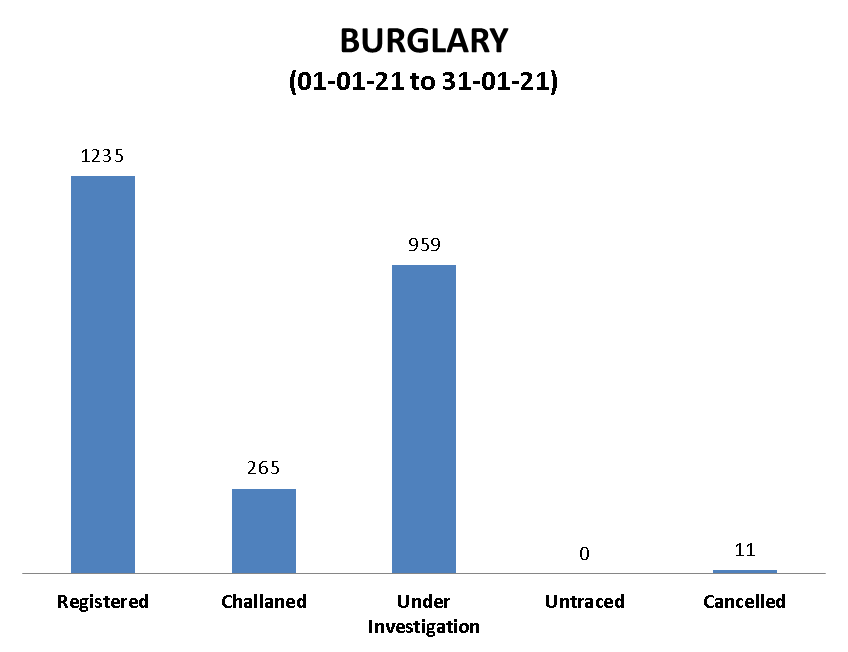 BURGLARY
(01-01-21 to 31-01-21)
1235
265
959
0
11
Registered
Challaned
Under
Investigation
Untraced
Cancelled